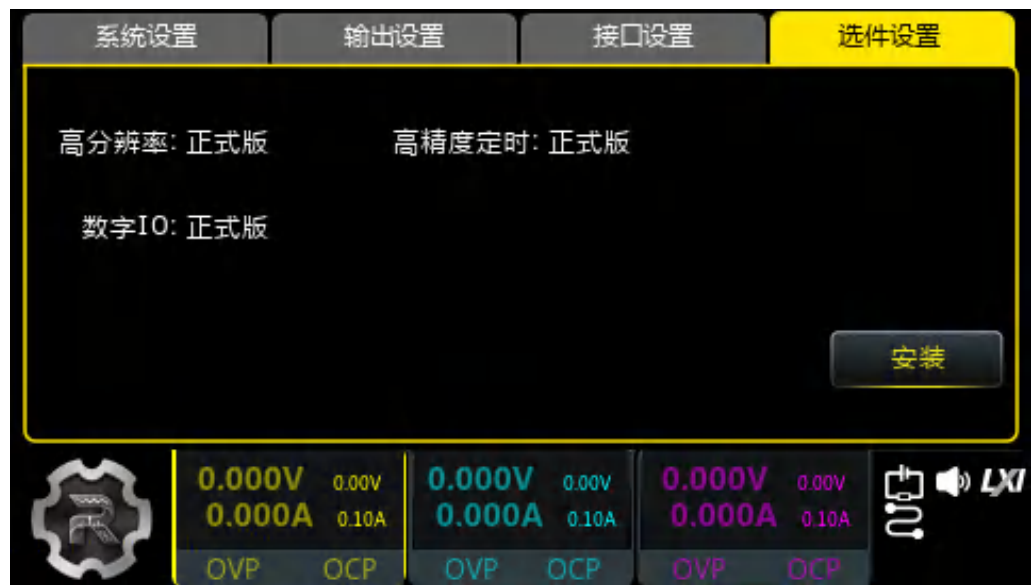 系统设置 输出设置 接口设置 选件设置
高分辨率: 正式版 高精度定时: 正式版
数字IO: 正式版
安装
0.000V 0.00V 0.000V 0.00V 0.000V 0.00V LXI
0.000A 0.10A 0.000A 0.10A 0.000A 0.10A
OVP OCP OVP OCP OVP OCP